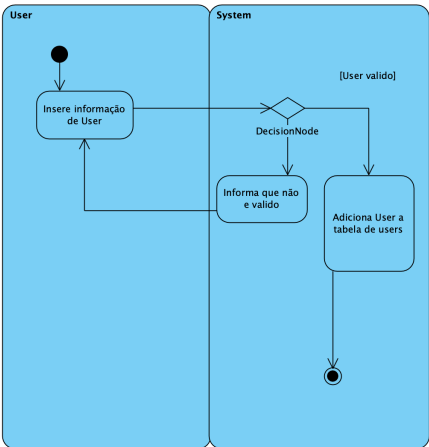 User
System
[User valido]
Insere informação
de User
DecisionNode
Informa que não
e valido
Adiciona User a
tabela de users